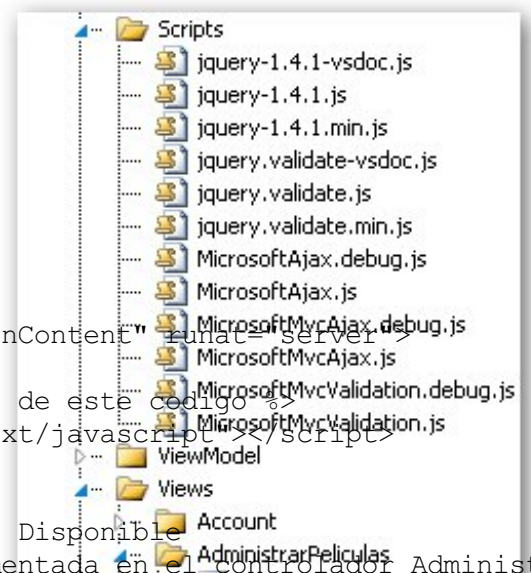 Scripts
jquery-1.4.1-vsdoc.js
jquery-1.4.1.js
jquery-1.4.1.min.js
jquery.validate-vsdoc.js
jquery.validate.js
jquery.validate.min.js
MicrosoftAjax.debug.js
MicrosoftAjax.js
nContent" runat="server">
MicrosoftMvcAjax.debug.js
MicrosoftMvcAjax.js
de este codigo %>
MicrosoftMvcValidation.debug.js
xt/javascript"></script>
MicrosoftMvcValidation.js
ViewModel
Views
Disponible
Account
AdministrarPeliculas
mentada en el controlador Administ